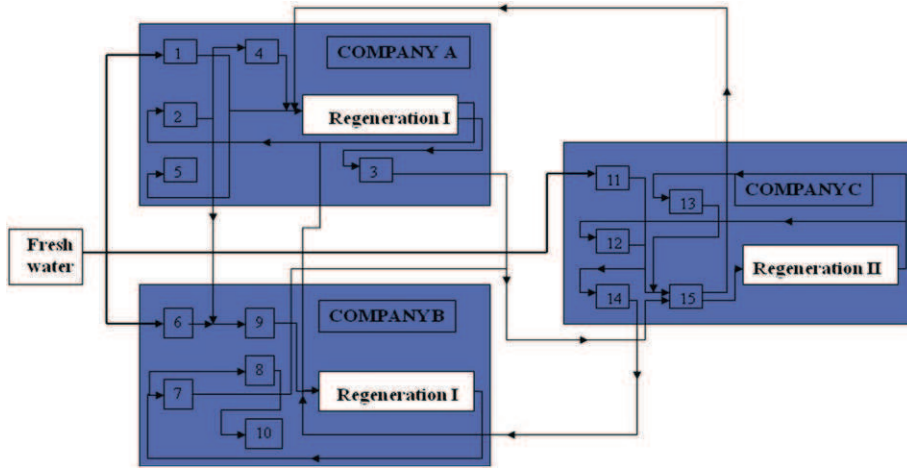 COMPANY A
1
4
2
Regeneration I
5
3
11
COMPANYC
13
12
Fresh
water
Regeneration II
14
15
6
9
COMPANYB
8
7
Regeneration I
10